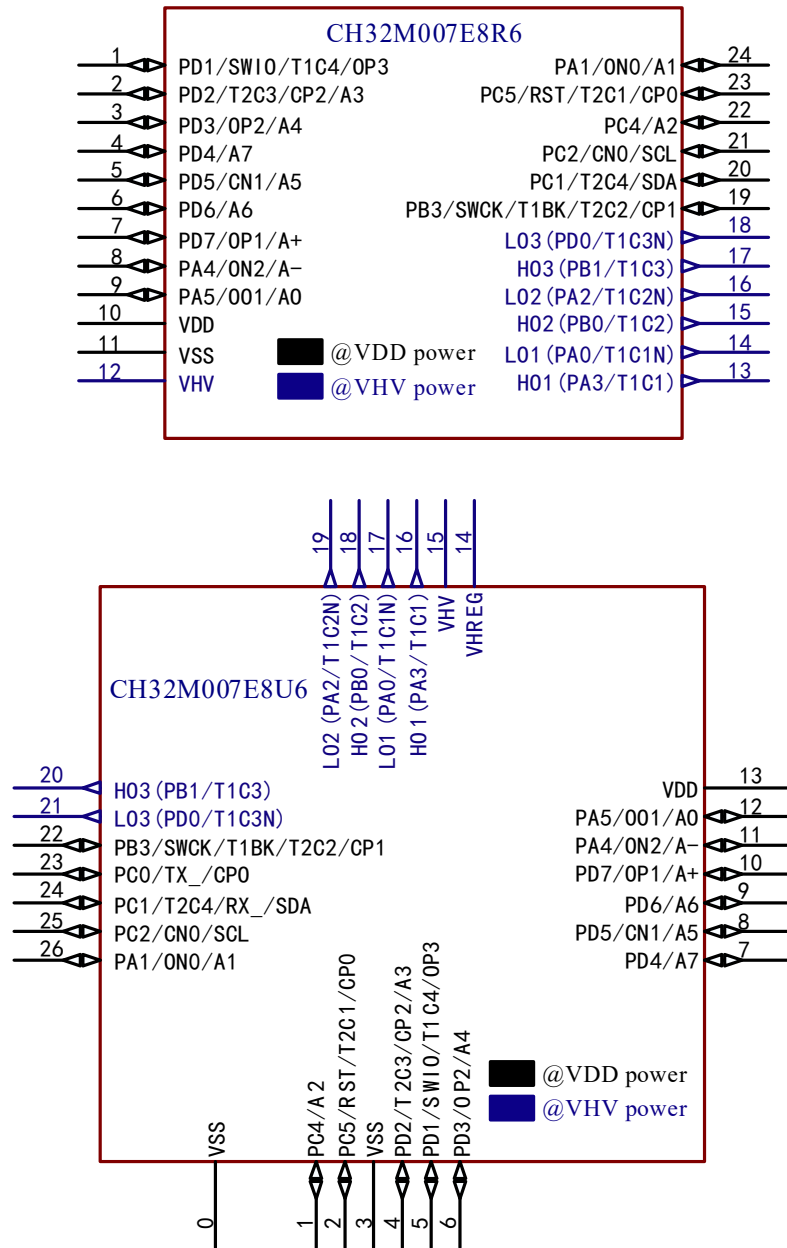 CH32M007E8R6
1 PD1/SWIO/T1C4/OP3
2 PD2/T2C3/CP2/A3
3 PD3/OP2/A4
4 PD4/A7
5 PD5/CN1/A5
6 PD6/A6
7 PD7/OP1/A+
8 PA4/ON2/A-
9 PA5/OO1/A0
10 VDD
11 VSS
12 VHV
PA1/ON0/A1 24
PC5/RST/T2C1/CP0 23
PC4/A2 22
PC2/CN0/SCL 21
PC1/T2C4/SDA 20
PB3/SWCK/T1BK/T2C2/CP1 19
LO3(PD0/T1C3N) 18
HO3(PB1/T1C3) 17
LO2(PA2/T1C2N) 16
HO2(PB0/T1C2) 15
LO1(PA0/T1C1N) 14
HO1(PA3/T1C1) 13
@VDD power
@VHV power
19 LO2(PA2/T1C2N)
18 HO2(PB0/T1C2)
17 LO1(PA0/T1C1N)
16 HO1(PA3/T1C1)
15 VHV
14 VHREG
CH32M007E8U6
20 HO3(PB1/T1C3)
21 LO3(PD0/T1C3N)
22 PB3/SWCK/T1BK/T2C2/CP1
23 PC0/TX_/CP0
24 PC1/T2C4/RX_/SDA
25 PC2/CN0/SCL
26 PA1/ON0/A1
VDD 13
PA5/OO1/A0 12
PA4/ON2/A- 11
PD7/OP1/A+ 10
PD6/A6 9
PD5/CN1/A5 8
PD4/A7 7
@VDD power
@VHV power
0 VSS
1 PC4/A2
2 PC5/RST/T2C1/CP0
3 VSS
4 PD2/T2C3/CP2/A3
5 PD1/SWIO/T1C4/OP3
6 PD3/OP2/A4